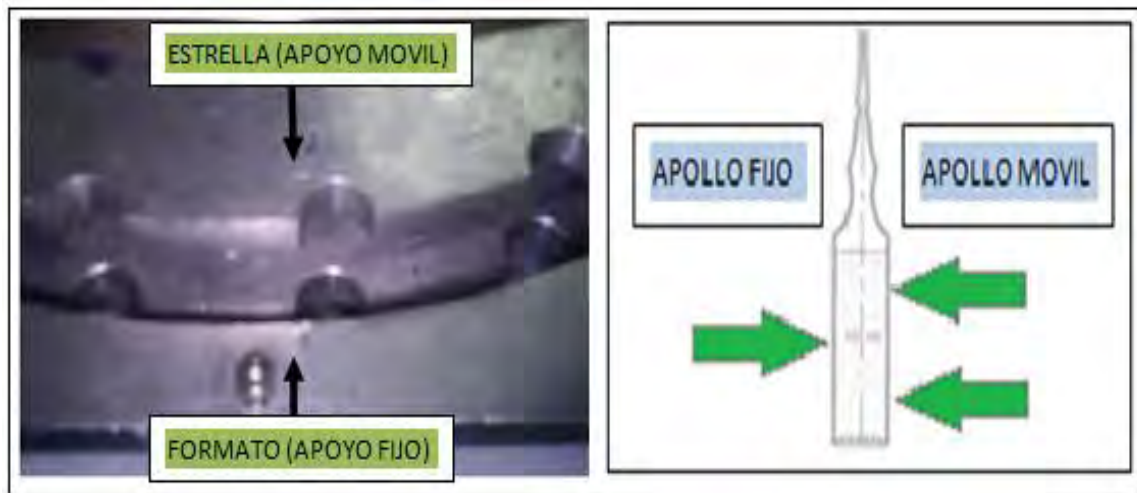 ESTRELLA (APOYO MOVIL)
FORMATO (APOYO FIJO)
APOLLO FIJO
APOLLO MOVIL